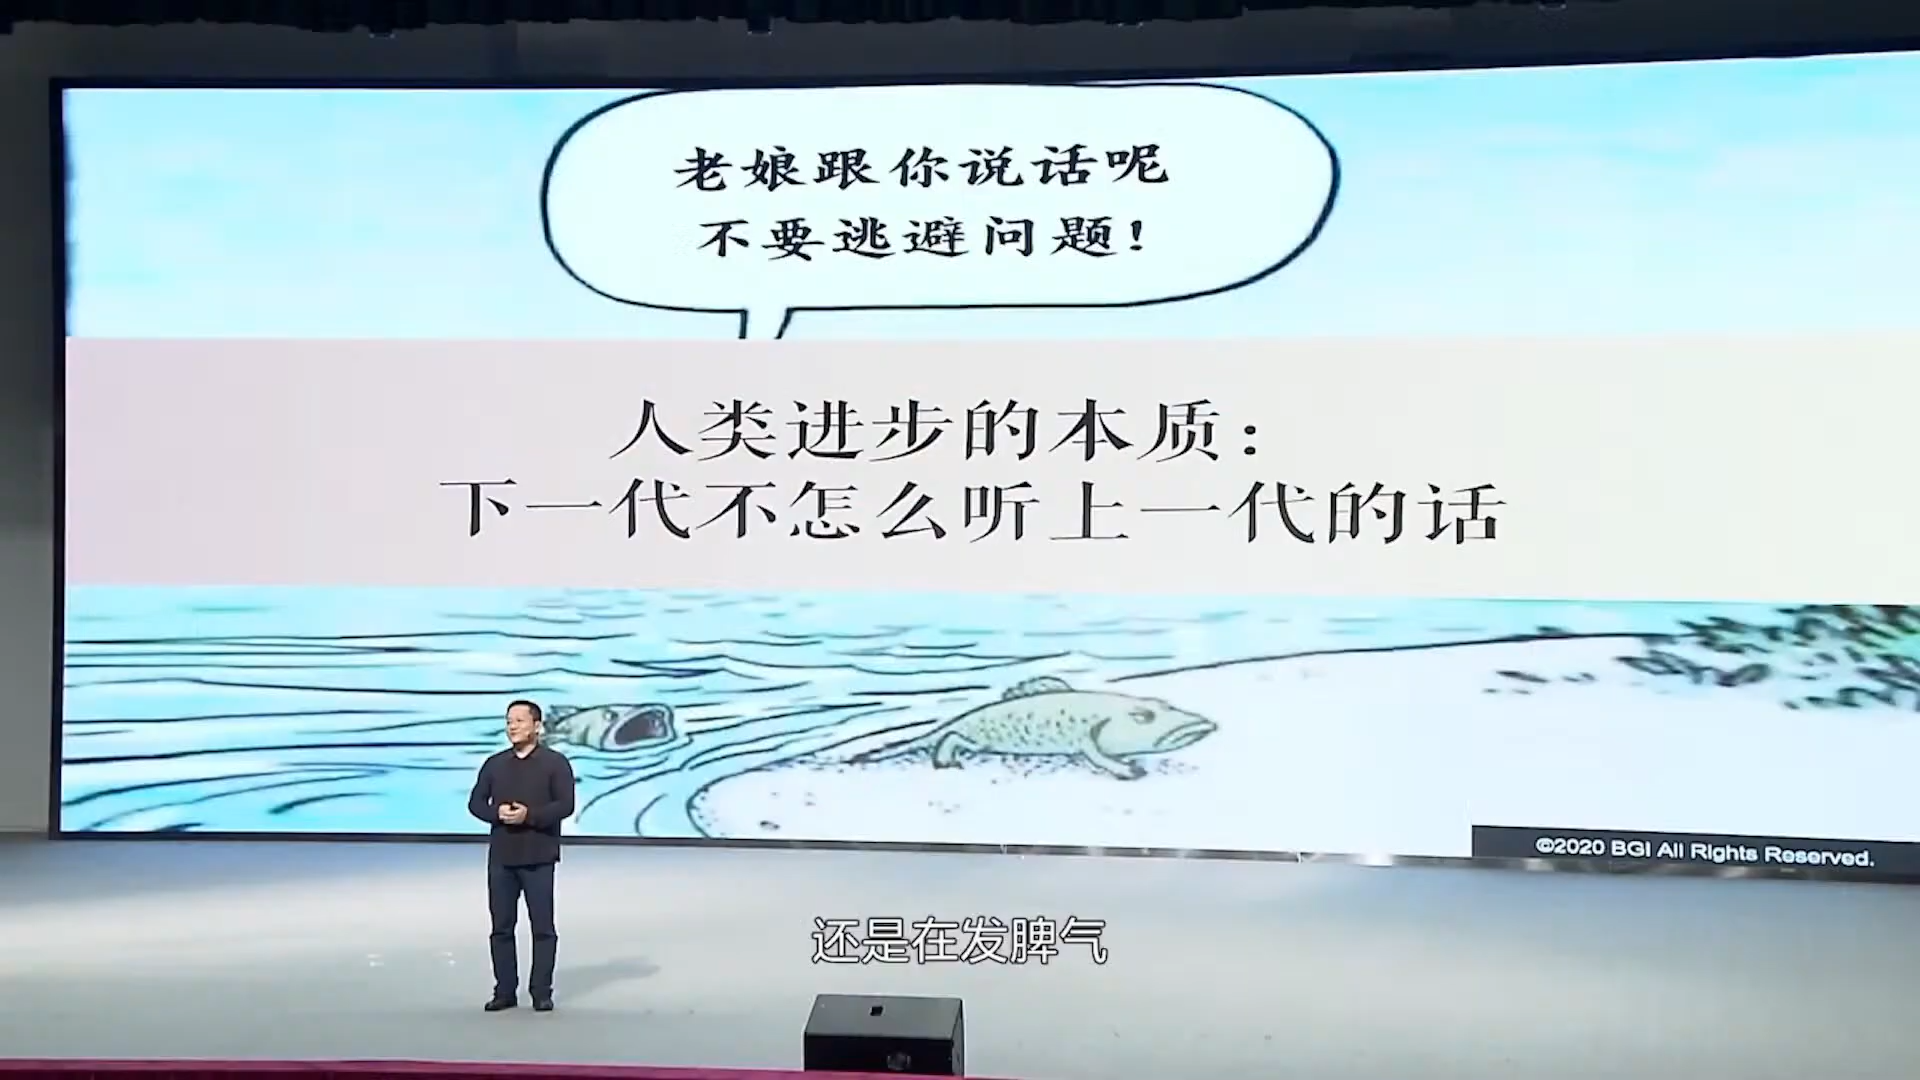 老娘跟你说话呢
不要逃避问题！
人类进步的本质：
下一代不怎么听上一代的话
©2020 BGI All Rights Reserved.
还是在发脾气